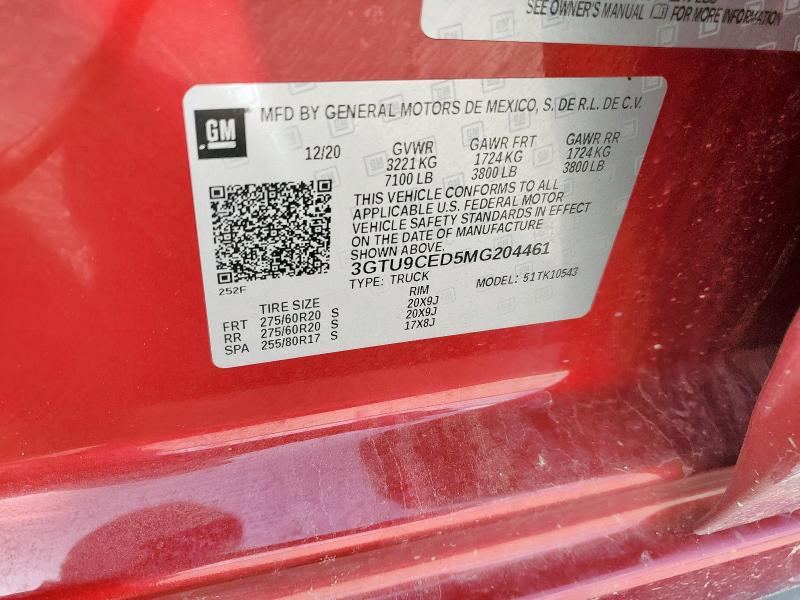 SEE OWNER'S MANUAL FOR MORE INFORMATION
GM
MFD BY GENERAL MOTORS DE MEXICO, S. DE R.L. DE C.V.
12/20 GVWR GAWR FRT GAWR RR
3221 KG 1724 KG 1724 KG
7100 LB 3800 LB 3800 LB
THIS VEHICLE CONFORMS TO ALL
APPLICABLE U.S. FEDERAL MOTOR
VEHICLE SAFETY STANDARDS IN EFFECT
ON THE DATE OF MANUFACTURE
SHOWN ABOVE.
3GTU9CED5MG204461
TYPE: TRUCK MODEL: 51TK10543
252F
TIRE SIZE RIM
FRT 275/60R20 S 20X9J
RR 275/60R20 S 20X9J
SPA 255/80R17 S 17X8J